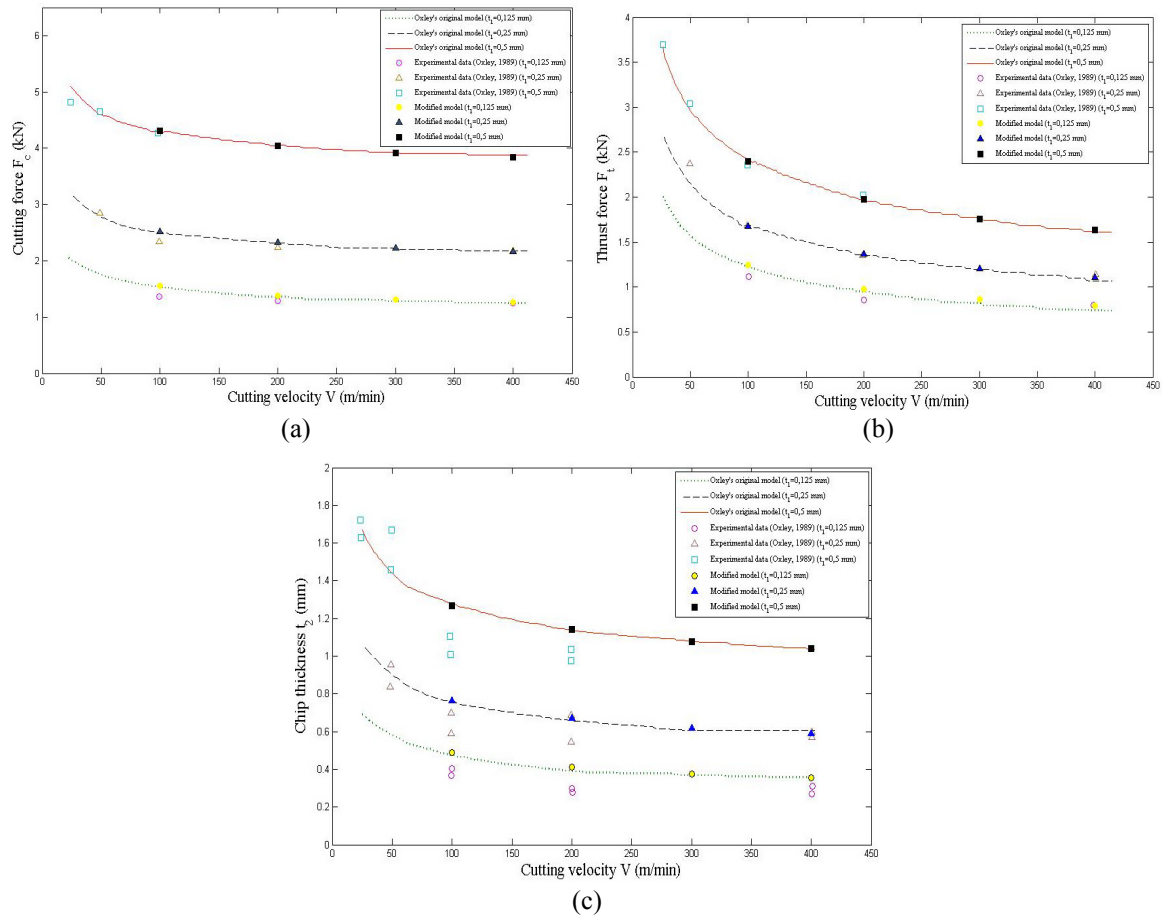 Oxley's original model (t1=0,125 mm)
Oxley's original model (t1=0,25 mm)
Oxley's original model (t1=0,5 mm)
Experimental data (Oxley, 1989) (t1=0,125 mm)
Experimental data (Oxley, 1989) (t1=0,25 mm)
Experimental data (Oxley, 1989) (t1=0,5 mm)
Modified model (t1=0,125 mm)
Modified model (t1=0,25 mm)
Modified model (t1=0,5 mm)
Cutting force Fc (kN)
6
5
4
3
2
1
0
0 50 100 150 200 250 300 350 400 450
Cutting velocity V (m/min)
(a)
Oxley's original model (t1=0,125 mm)
Oxley's original model (t1=0,25 mm)
Oxley's original model (t1=0,5 mm)
Experimental data (Oxley, 1989) (t1=0,125 mm)
Experimental data (Oxley, 1989) (t1=0,25 mm)
Experimental data (Oxley, 1989) (t1=0,5 mm)
Modified model (t1=0,125 mm)
Modified model (t1=0,25 mm)
Modified model (t1=0,5 mm)
Thrust force Ft (kN)
4
3.5
3
2.5
2
1.5
1
0.5
0
0 50 100 150 200 250 300 350 400 450
Cutting velocity V (m/min)
(b)
Oxley's original model (t1=0,125 mm)
Oxley's original model (t1=0,25 mm)
Oxley's original model (t1=0,5 mm)
Experimental data (Oxley, 1989) (t1=0,125 mm)
Experimental data (Oxley, 1989) (t1=0,25 mm)
Experimental data (Oxley, 1989) (t1=0,5 mm)
Modified model (t1=0,125 mm)
Modified model (t1=0,25 mm)
Modified model (t1=0,5 mm)
Chip thickness t2 (mm)
2
1.8
1.6
1.4
1.2
1
0.8
0.6
0.4
0.2
0
0 50 100 150 200 250 300 350 400 450
Cutting velocity V (m/min)
(c)